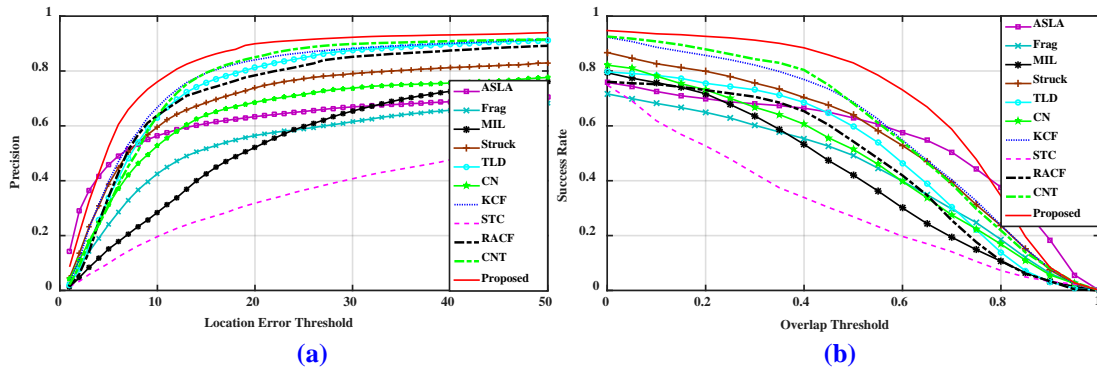 1
0.8
0.6
0.4
0.2
0
Precision
0 10 20 30 40 50
Location Error Threshold
ASLA
Frag
MIL
Struck
TLD
CN
KCF
STC
RACF
CNT
Proposed
(a)
1
0.8
0.6
0.4
0.2
0
Success Rate
0 0.2 0.4 0.6 0.8 1
Overlap Threshold
ASLA
Frag
MIL
Struck
TLD
CN
KCF
STC
RACF
CNT
Proposed
(b)